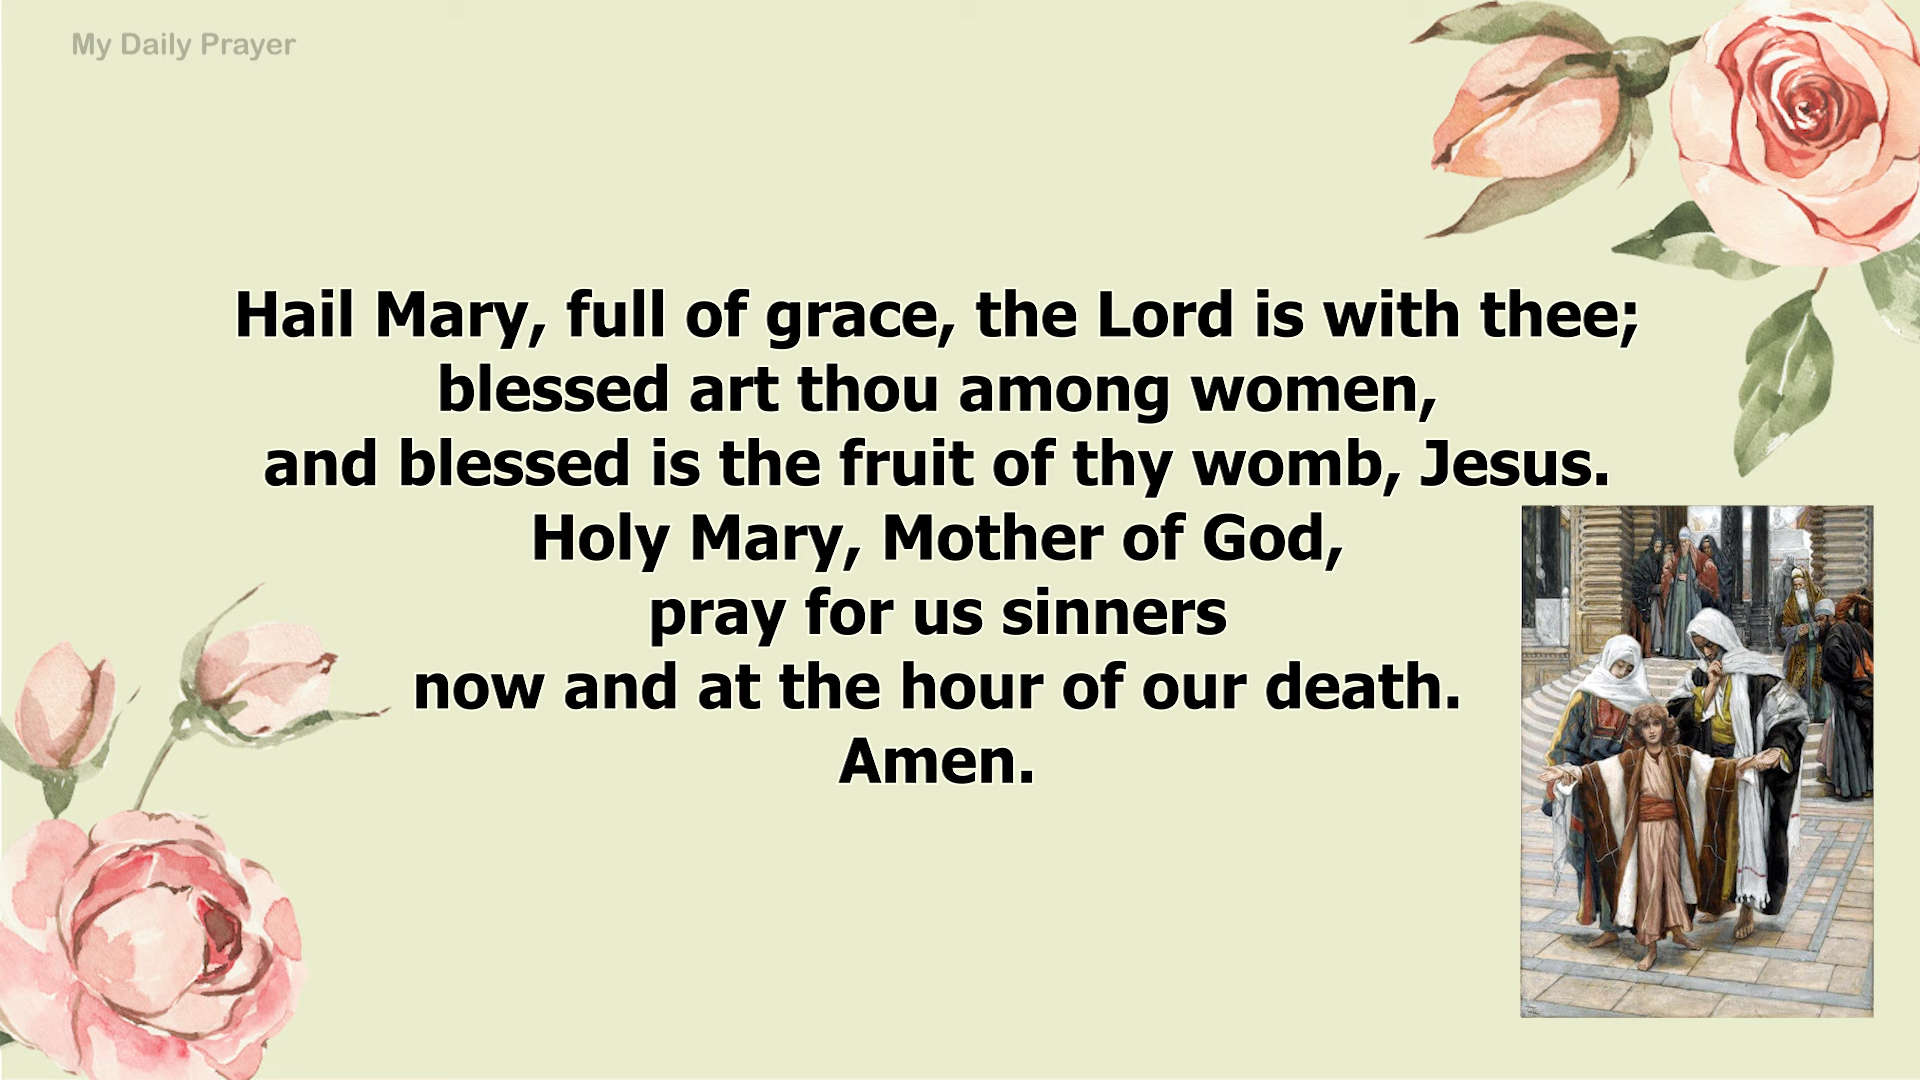 My Daily Prayer
Hail Mary, full of grace, the Lord is with thee;
blessed art thou among women,
and blessed is the fruit of thy womb, Jesus.
Holy Mary, Mother of God,
pray for us sinners
now and at the hour of our death.
Amen.